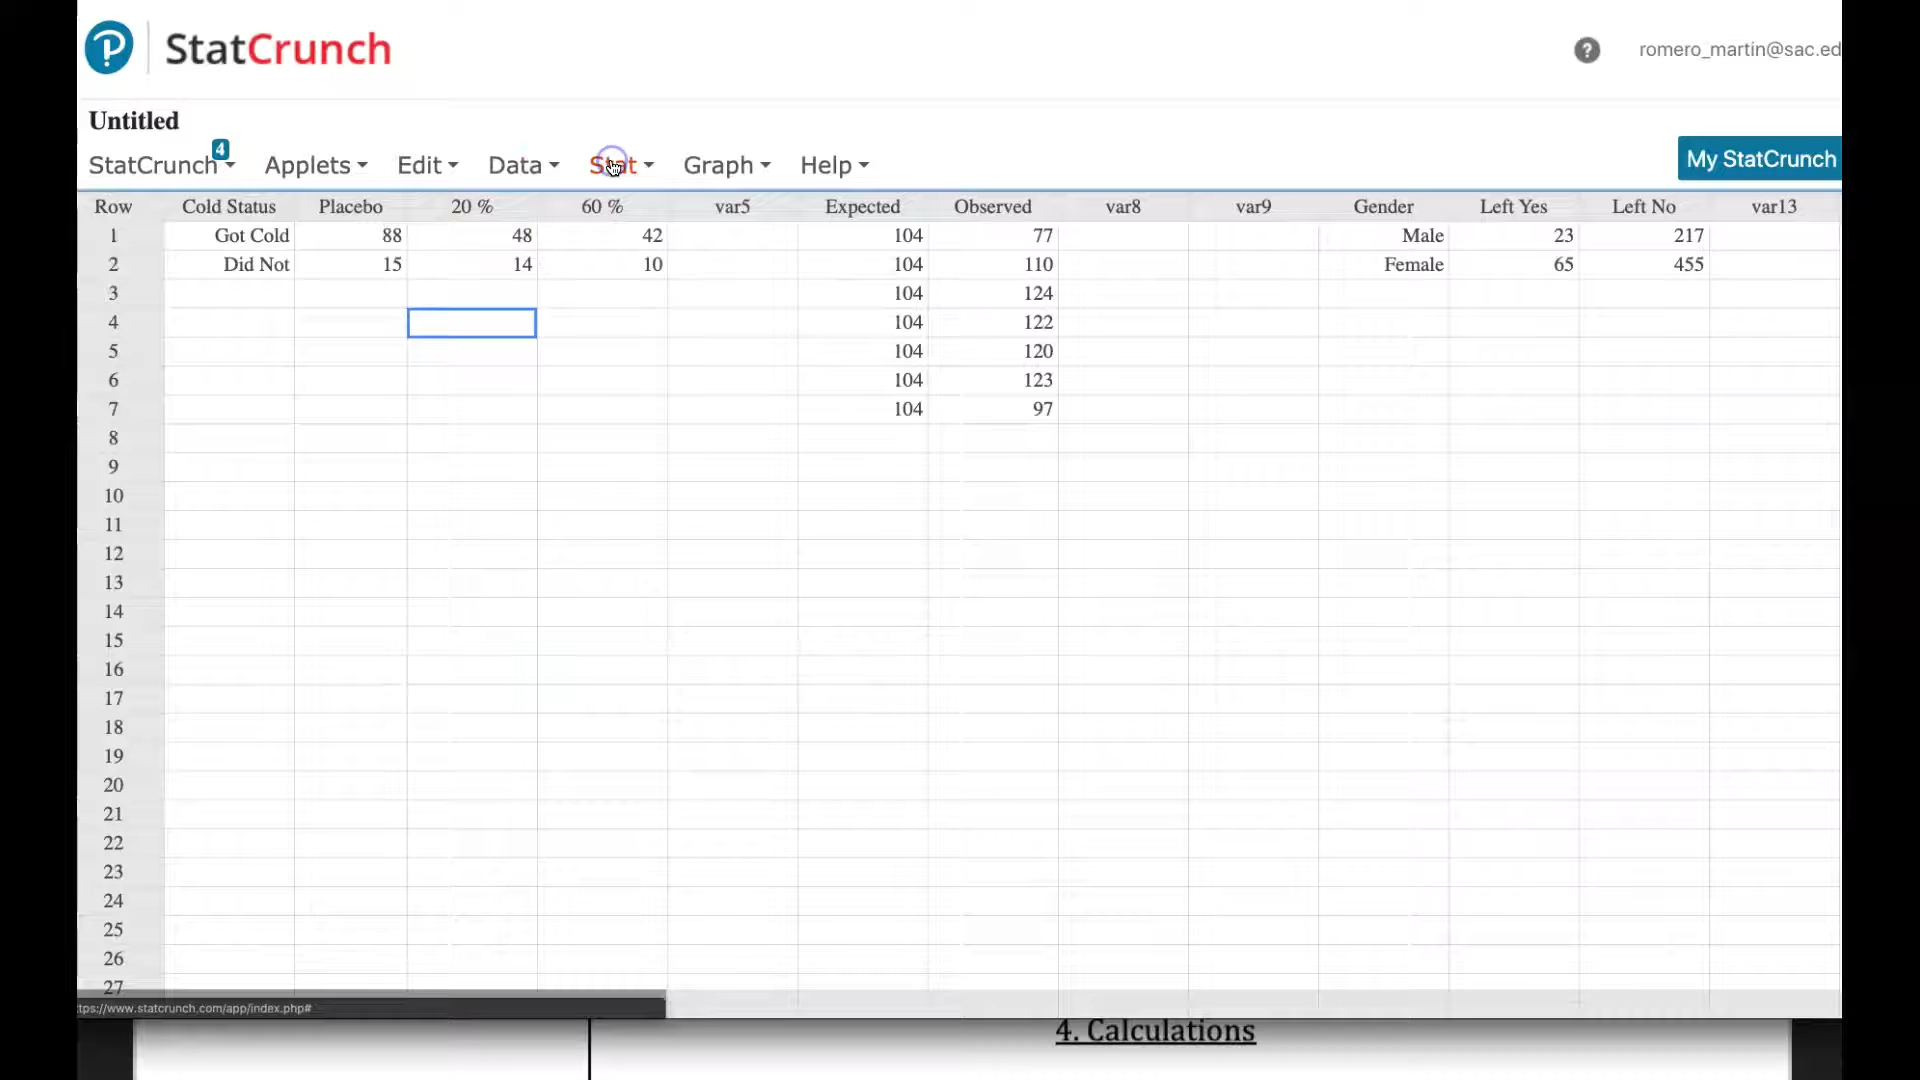 StatCrunch
? romero_martin@sac.ed
Untitled
StatCrunch 4 Applets Edit Data Stat Graph Help My StatCrunch
Row Cold Status Placebo 20 % 60 % var5 Expected Observed var8 var9 Gender Left Yes Left No var13
1 Got Cold 88 48 42 104 77 Male 23 217
2 Did Not 15 14 10 104 110 Female 65 455
3 104 124
4 104 122
5 104 120
6 104 123
7 104 97
8
9
10
11
12
13
14
15
16
17
18
19
20
21
22
23
24
25
26
27
tps://www.statcrunch.com/app/index.php#
4. Calculations